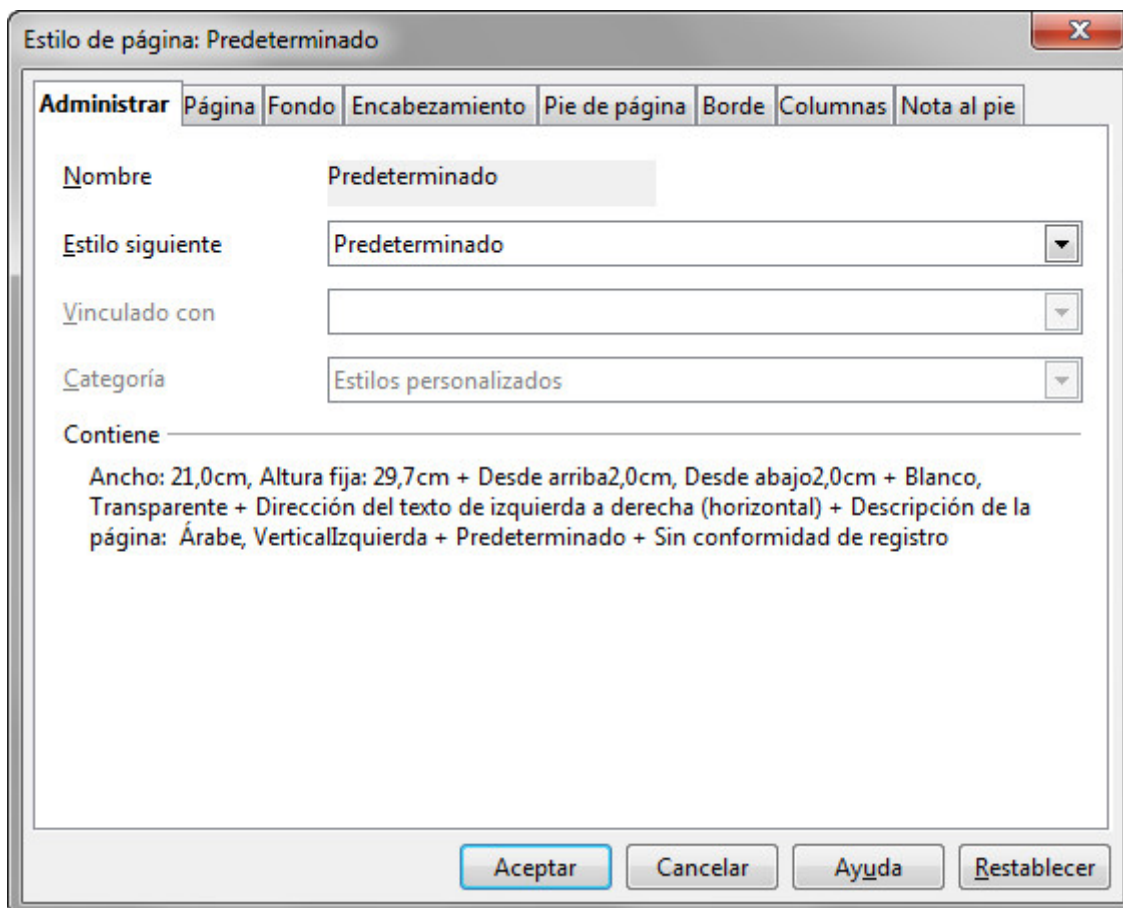 Estilo de página: Predeterminado
x
Administrar Página Fondo Encabezamiento Pie de página Borde Columnas Nota al pie
Nombre Predeterminado
Estilo siguiente Predeterminado
Vinculado con
Categoría Estilos personalizados
Contiene
Ancho: 21,0cm, Altura fija: 29,7cm + Desde arriba2,0cm, Desde abajo2,0cm + Blanco,
Transparente + Dirección del texto de izquierda a derecha (horizontal) + Descripción de la
página:  Árabe, VerticalIzquierda + Predeterminado + Sin conformidad de registro
Aceptar Cancelar Ayuda Restablecer